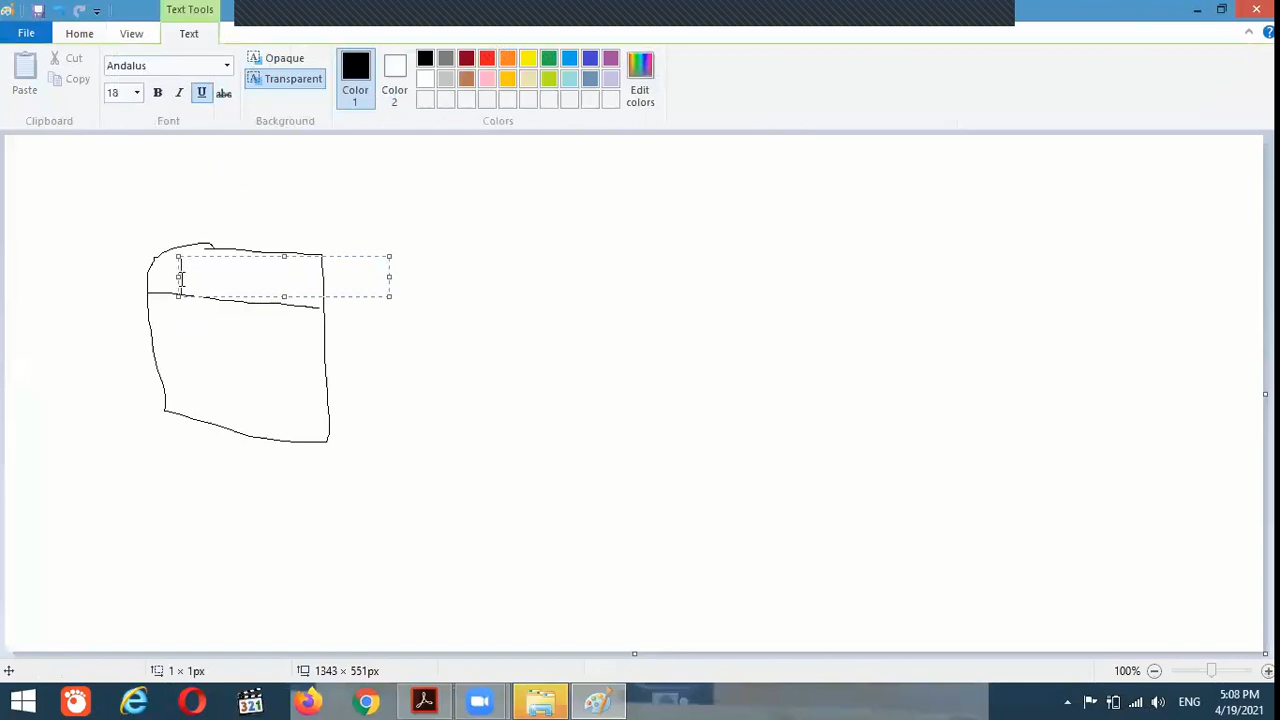 Text Tools
File
Home
View
Text
Paste
Cut
Copy
Clipboard
Andalus
18
B
I
U
abc
Font
Opaque
Transparent
Background
Color 1
Color 2
Edit colors
Colors
1 × 1px
1343 × 551px
100%
321
ENG
5:08 PM
4/19/2021